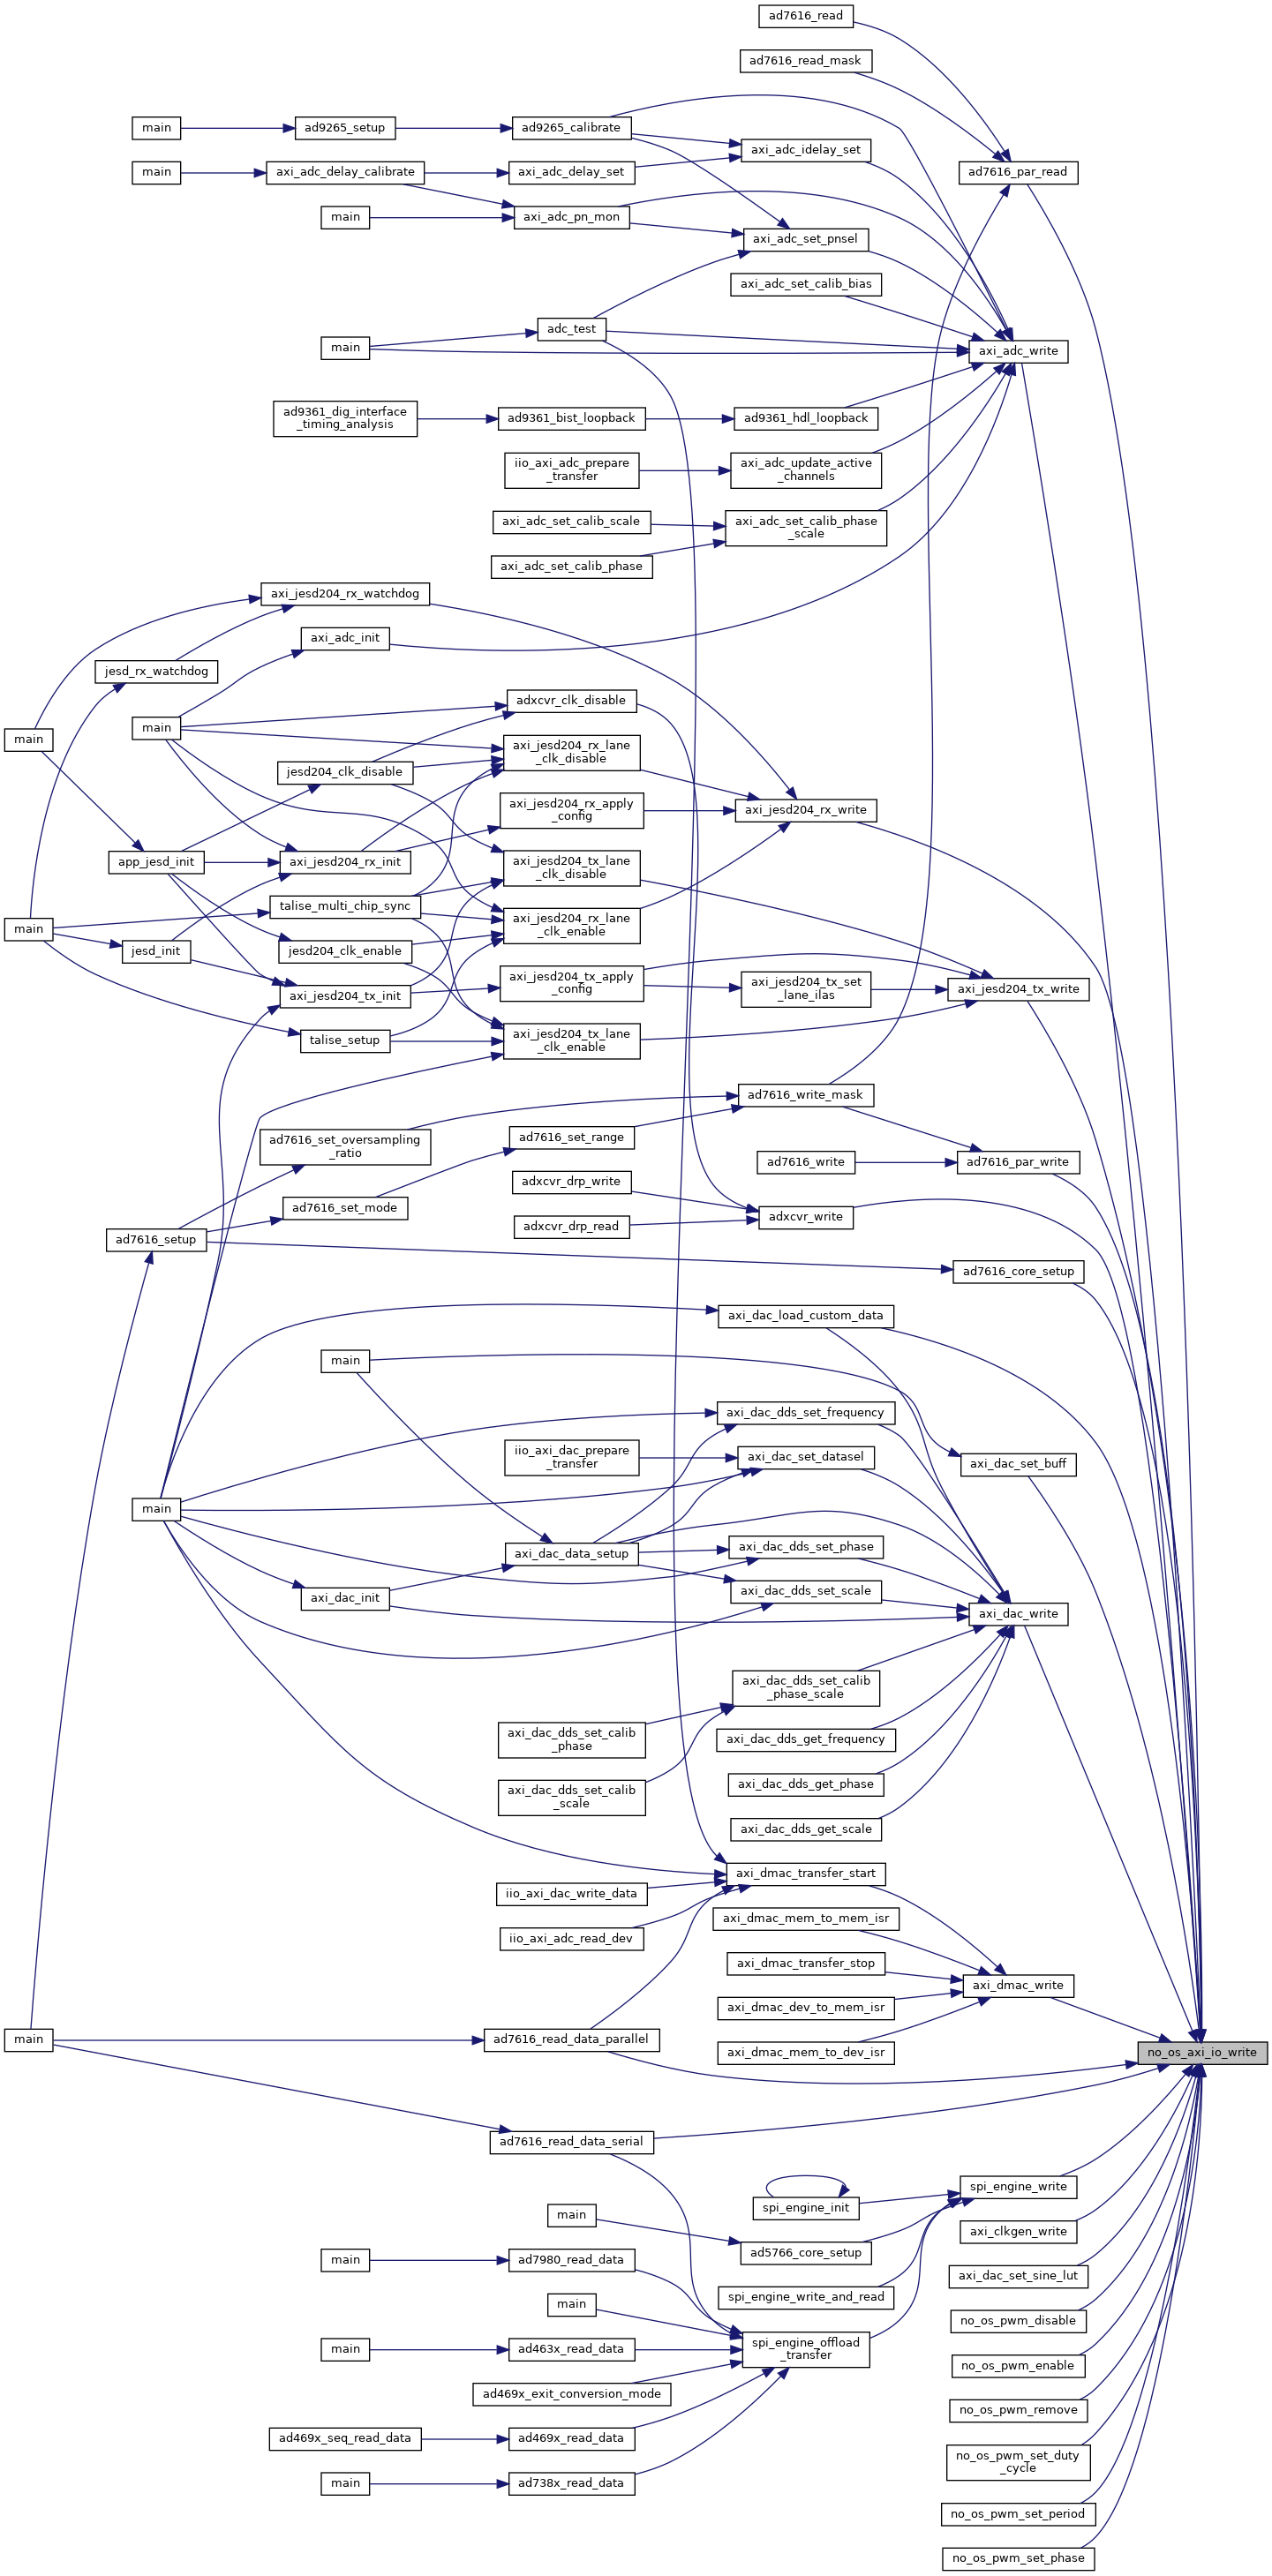 ad7616_read
ad7616_read_mask
main
ad9265_setup
ad9265_calibrate
axi_adc_idelay_set
main
axi_adc_delay_calibrate
axi_adc_delay_set
ad7616_par_read
main
axi_adc_pn_mon
axi_adc_set_pnsel
axi_adc_set_calib_bias
adc_test
main
axi_adc_write
ad9361_dig_interface
_timing_analysis
ad9361_bist_loopback
ad9361_hdl_loopback
iio_axi_adc_prepare
_transfer
axi_adc_update_active
_channels
axi_adc_set_calib_scale
axi_adc_set_calib_phase
_scale
axi_adc_set_calib_phase
axi_jesd204_rx_watchdog
axi_adc_init
jesd_rx_watchdog
adxcvr_clk_disable
main
main
axi_jesd204_rx_lane
_clk_disable
jesd204_clk_disable
axi_jesd204_rx_apply
_config
axi_jesd204_rx_write
app_jesd_init
axi_jesd204_rx_init
axi_jesd204_tx_lane
_clk_disable
talise_multi_chip_sync
main
axi_jesd204_rx_lane
_clk_enable
jesd_init
jesd204_clk_enable
axi_jesd204_tx_init
axi_jesd204_tx_apply
_config
axi_jesd204_tx_set
_lane_ilas
axi_jesd204_tx_write
talise_setup
axi_jesd204_tx_lane
_clk_enable
ad7616_write_mask
ad7616_set_oversampling
_ratio
ad7616_set_range
ad7616_write
ad7616_par_write
adxcvr_drp_write
ad7616_set_mode
adxcvr_write
adxcvr_drp_read
ad7616_setup
ad7616_core_setup
axi_dac_load_custom_data
main
axi_dac_dds_set_frequency
iio_axi_dac_prepare
_transfer
axi_dac_set_datasel
axi_dac_set_buff
main
axi_dac_data_setup
axi_dac_dds_set_phase
axi_dac_init
axi_dac_dds_set_scale
axi_dac_write
axi_dac_dds_set_calib
_phase_scale
axi_dac_dds_set_calib
_phase
axi_dac_dds_get_frequency
axi_dac_dds_get_phase
axi_dac_dds_set_calib
_scale
axi_dac_dds_get_scale
axi_dmac_transfer_start
iio_axi_dac_write_data
axi_dmac_mem_to_mem_isr
iio_axi_adc_read_dev
axi_dmac_transfer_stop
axi_dmac_write
axi_dmac_dev_to_mem_isr
main
ad7616_read_data_parallel
axi_dmac_mem_to_dev_isr
no_os_axi_io_write
ad7616_read_data_serial
spi_engine_write
spi_engine_init
main
axi_clkgen_write
ad5766_core_setup
main
ad7980_read_data
axi_dac_set_sine_lut
spi_engine_write_and_read
main
no_os_pwm_disable
main
ad463x_read_data
spi_engine_offload
_transfer
no_os_pwm_enable
ad469x_exit_conversion_mode
no_os_pwm_remove
ad469x_seq_read_data
ad469x_read_data
no_os_pwm_set_duty
_cycle
main
ad738x_read_data
no_os_pwm_set_period
no_os_pwm_set_phase